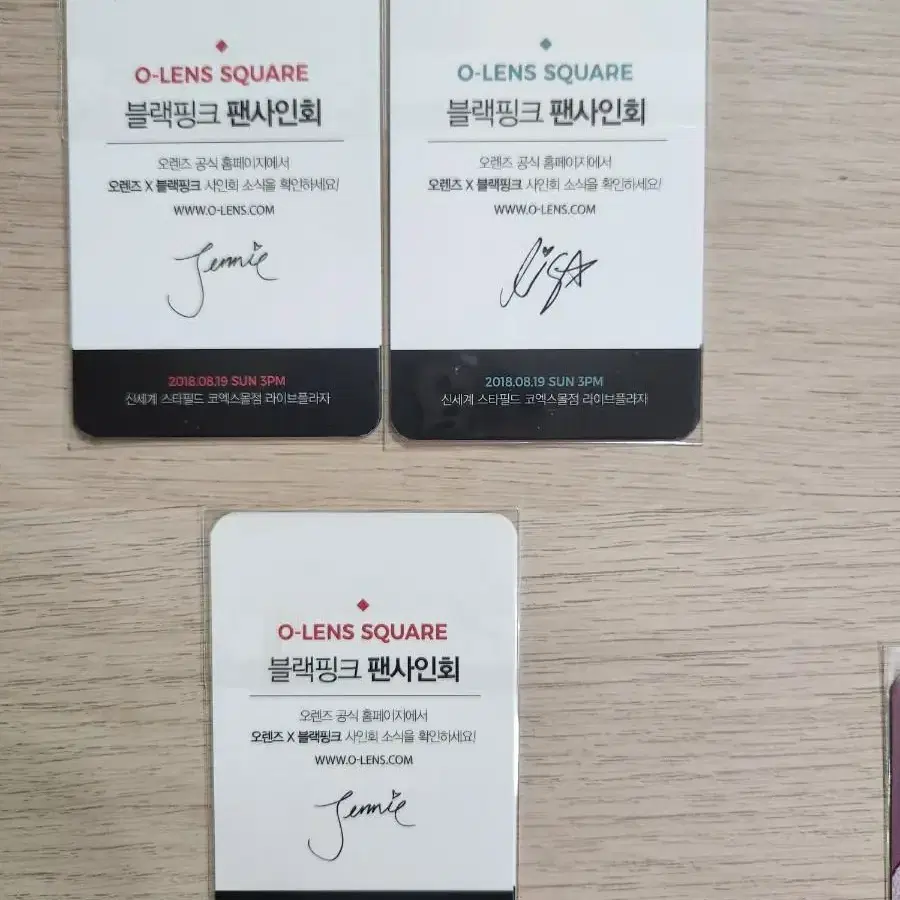 O-LENS SQUARE
블랙핑크 팬사인회
오렌즈 공식 홈페이지에서
오렌즈 X 블랙핑크 사인회 소식을 확인하세요!
WWW.O-LENS.COM
Jennie
2018.08.19 SUN 3PM
신세계 스타필드 코엑스몰점 라이브플라자
O-LENS SQUARE
블랙핑크 팬사인회
오렌즈 공식 홈페이지에서
오렌즈 X 블랙핑크 사인회 소식을 확인하세요!
WWW.O-LENS.COM
Lisa
2018.08.19 SUN 3PM
신세계 스타필드 코엑스몰점 라이브플라자
O-LENS SQUARE
블랙핑크 팬사인회
오렌즈 공식 홈페이지에서
오렌즈 X 블랙핑크 사인회 소식을 확인하세요!
WWW.O-LENS.COM
Jennie